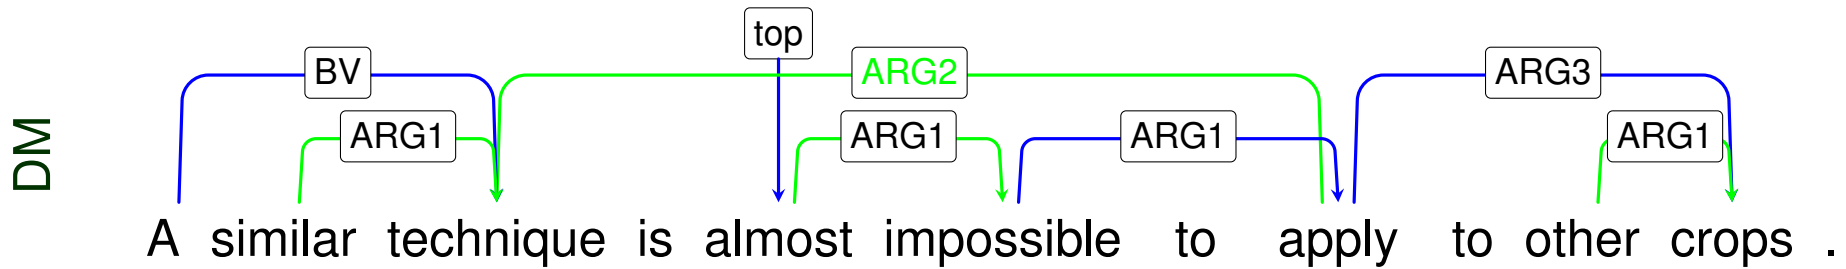 top
BV ARG2 ARG3
ARG1 ARG1 ARG1 ARG1
DM
A similar technique is almost impossible to apply to other crops .